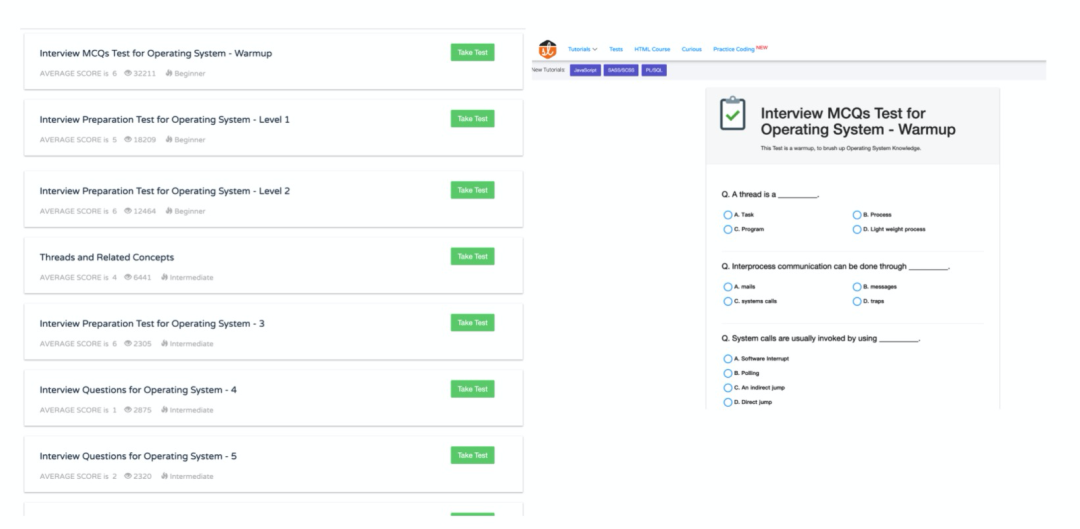 Interview MCQs Test for Operating System - Warmup
Take Test
AVERAGE SCORE is 6 32211 Beginner
Interview Preparation Test for Operating System - Level 1
Take Test
AVERAGE SCORE is 5 18209 Beginner
Interview Preparation Test for Operating System - Level 2
Take Test
AVERAGE SCORE is 6 12464 Beginner
Threads and Related Concepts
Take Test
AVERAGE SCORE is 4 6441 Intermediate
Interview Preparation Test for Operating System - 3
Take Test
AVERAGE SCORE is 6 2305 Intermediate
Interview Questions for Operating System - 4
Take Test
AVERAGE SCORE is 1 2875 Intermediate
Interview Questions for Operating System - 5
Take Test
AVERAGE SCORE is 2 2320 Intermediate
st
Tutorials Tests HTML Course Curious Practice Coding NEW
New Tutorials JavaScript SASS/SCSS PL/SQL
Interview MCQs Test for
Operating System - Warmup
This Test is a warmup, to brush up Operating System Knowledge.
Q. A thread is a ________.
A. Task B. Process
C. Program D. Light weight process
Q. Interprocess communication can be done through ________.
A. mails B. messages
C. systems calls D. traps
Q. System calls are usually invoked by using ________.
A. Software Interrupt
B. Polling
C. An indirect jump
D. Direct jump